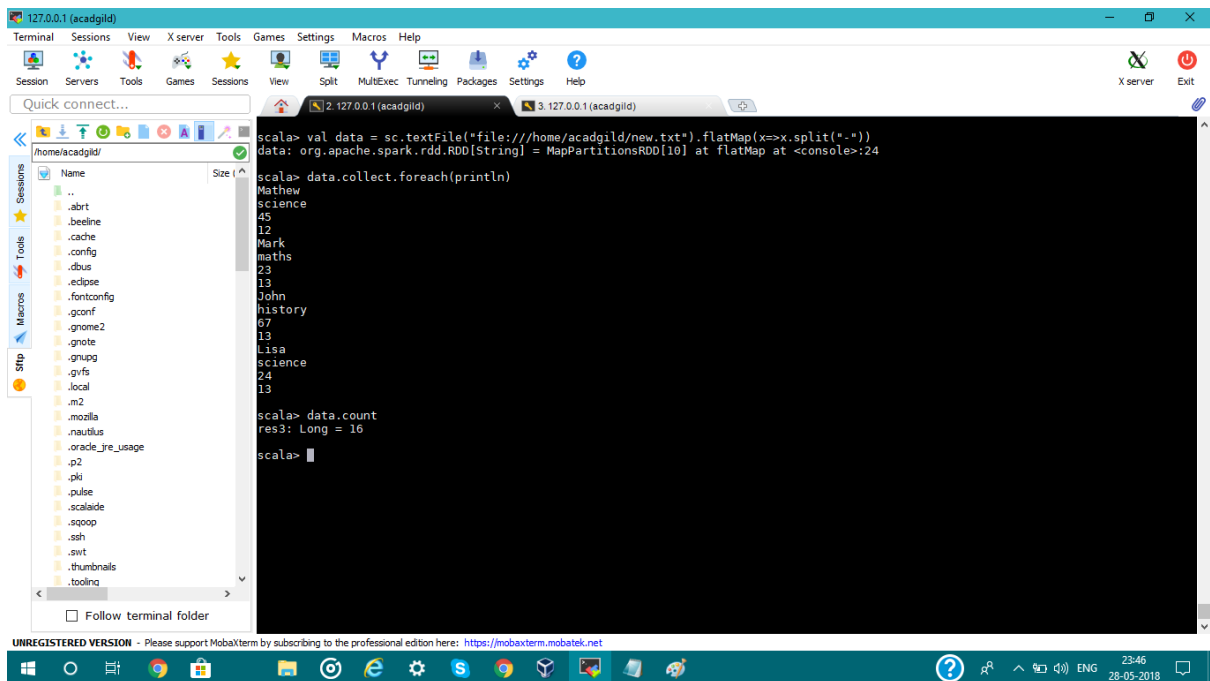 127.0.0.1 (acadgild)
Terminal Sessions View X server Tools Games Settings Macros Help
Session Servers Tools Games Sessions View Split MultiExec Tunneling Packages Settings Help X server Exit
Quick connect...
2. 127.0.0.1 (acadgild)
3. 127.0.0.1 (acadgild)
/home/acadgild/
Name Size (
..
.abrt
.beeline
.cache
.config
.dbus
.eclipse
.fontconfig
.gconf
.gnome2
.gnote
.gnupg
.gvfs
.local
.m2
.mozilla
.nautilus
.oracle_jre_usage
.p2
.pki
.pulse
.scalaide
.sqoop
.ssh
.swt
.thumbnails
.tooling
Follow terminal folder
Sessions
Tools
Macros
Sftp
scala> val data = sc.textFile("file:///home/acadgild/new.txt").flatMap(x=>x.split("-"))
data: org.apache.spark.rdd.RDD[String] = MapPartitionsRDD[10] at flatMap at <console>:24
scala> data.collect.foreach(println)
Mathew
science
45
12
Mark
maths
23
13
John
history
67
13
Lisa
science
24
13
scala> data.count
res3: Long = 16
scala>
UNREGISTERED VERSION - Please support MobaXterm by subscribing to the professional edition here: https://mobaxterm.mobatek.net
ENG
23:46
28-05-2018